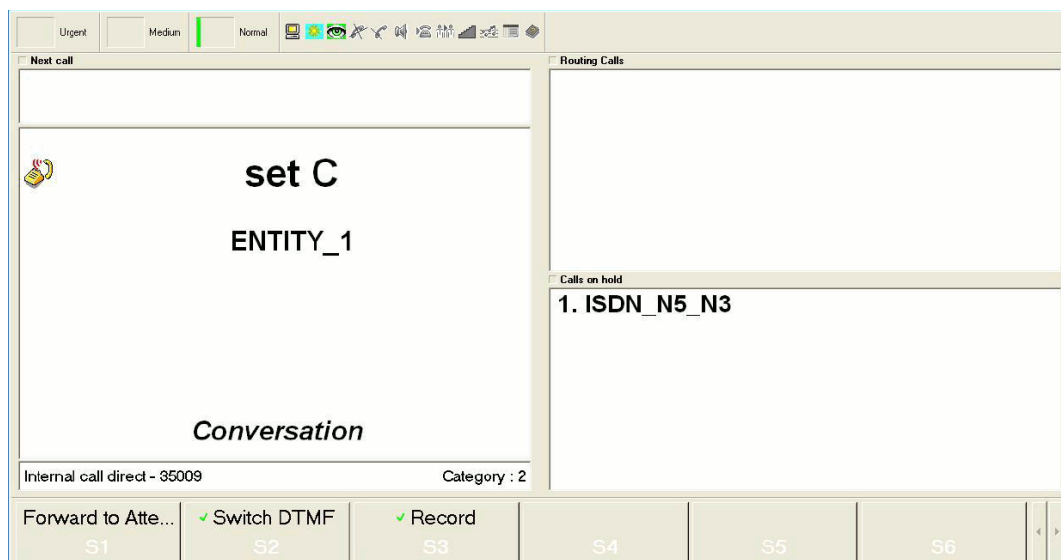 Urgent Medium Normal
Next call
Routing Calls
set C
ENTITY_1
Calls on hold
1. ISDN_N5_N3
Conversation
Internal call direct - 35009 Category : 2
Forward to Atte... Switch DTMF Record
S1 S2 S3 S4 S5 S6